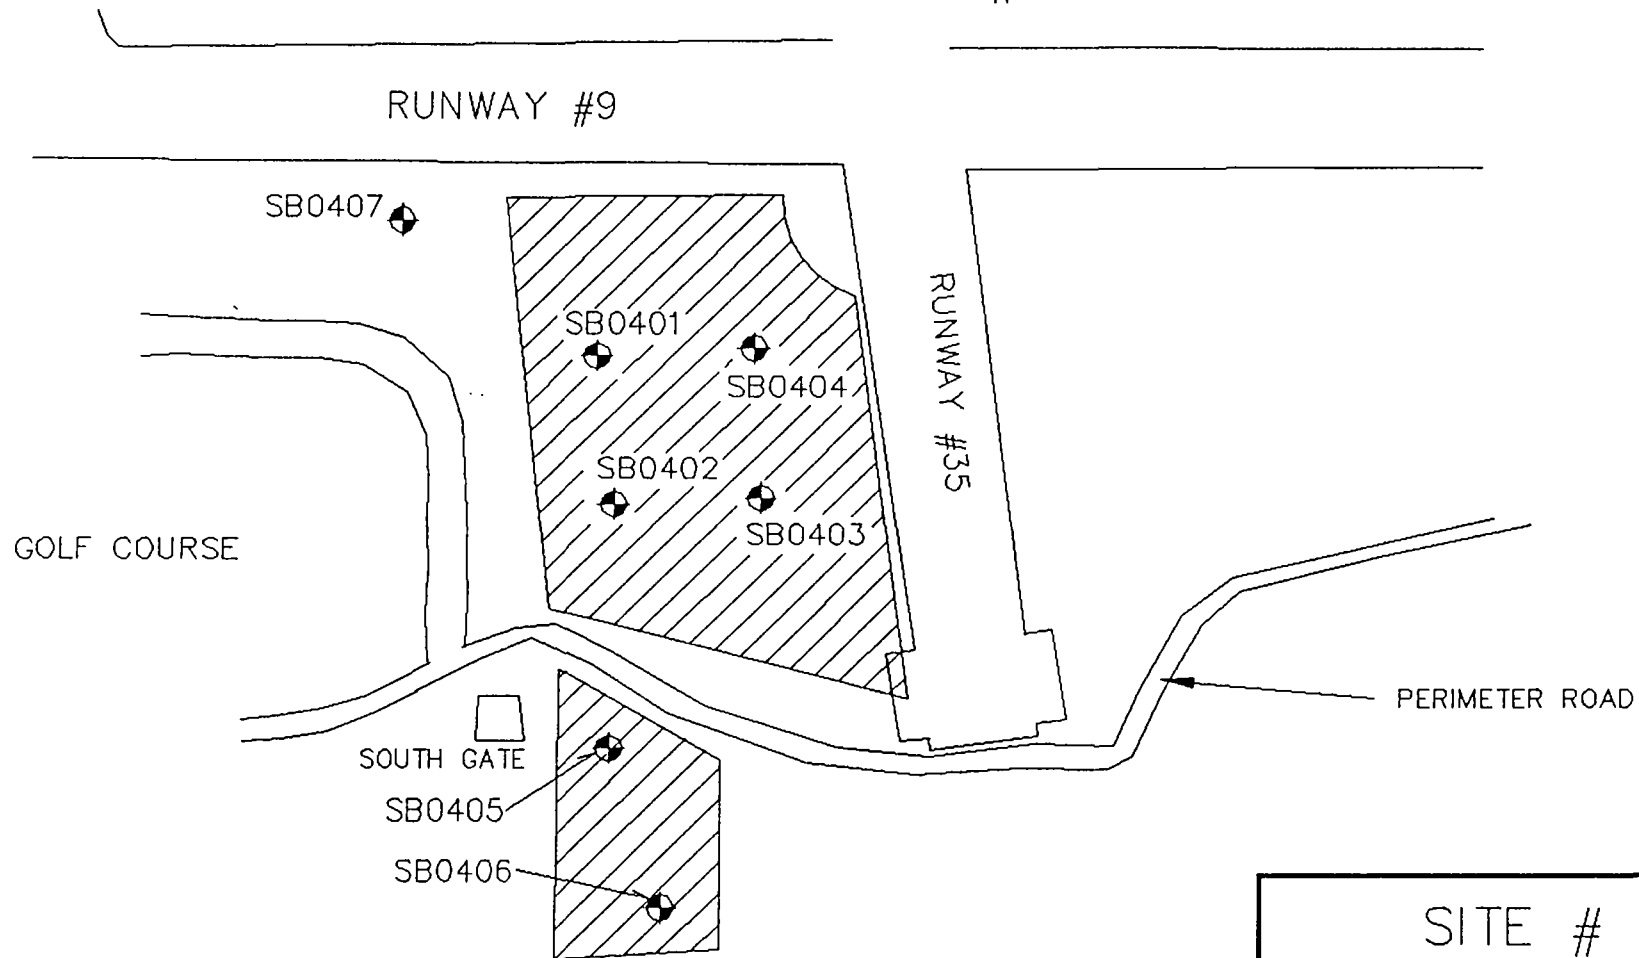 RUNWAY #9
SB0407
SB0401
SB0404
RUNWAY #35
SB0402
SB0403
GOLF COURSE
PERIMETER ROAD
SOUTH GATE
SB0405
SB0406
SITE #